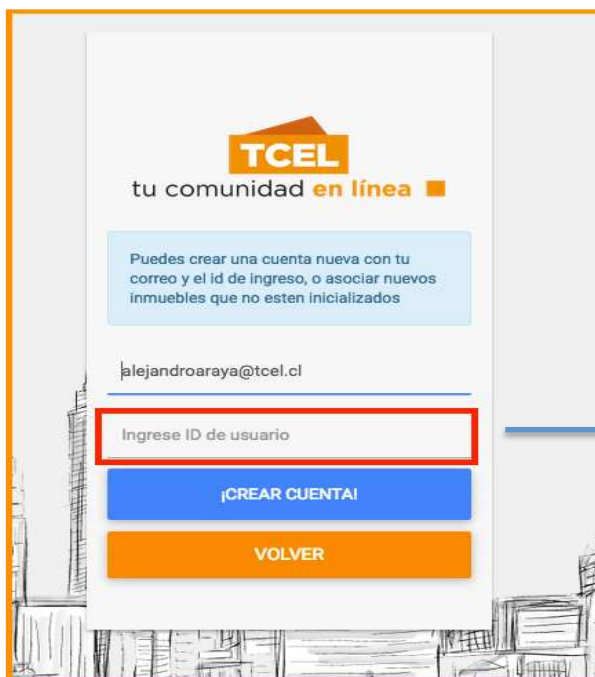 TCEL
tu comunidad en línea
Puedes crear una cuenta nueva con tu
correo y el id de ingreso, o asociar nuevos
inmuebles que no esten inicializados
alejandroaraya@tcel.cl
Ingrese ID de usuario
¡CREAR CUENTA!
VOLVER